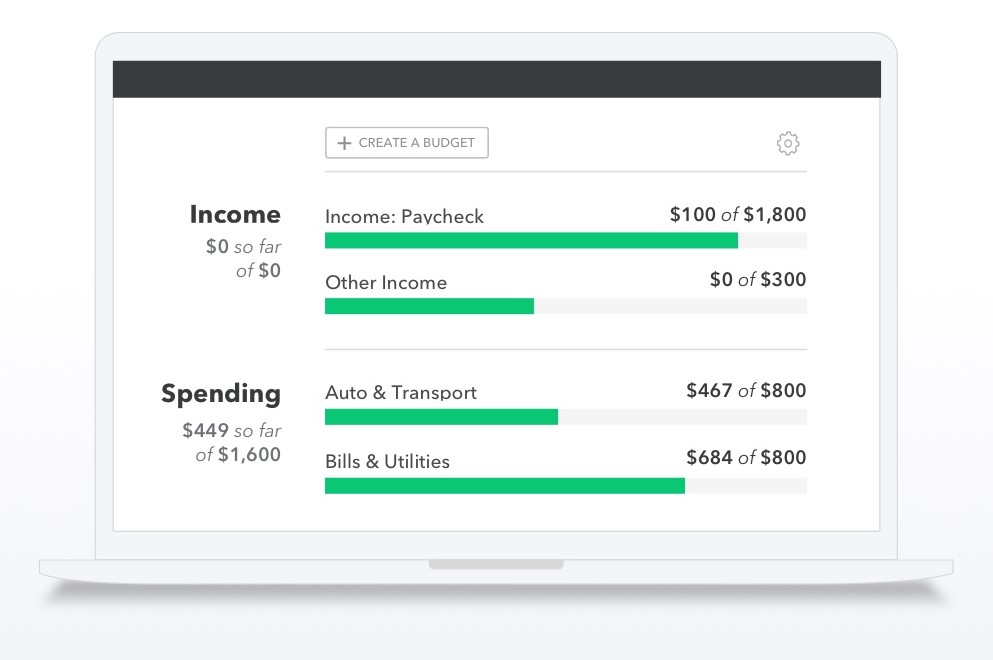 + CREATE A BUDGET
Income
$0 so far
of $0
Income: Paycheck
$100 of $1,800
Other Income
$0 of $300
Spending
$449 so far
of $1,600
Auto & Transport
$467 of $800
Bills & Utilities
$684 of $800